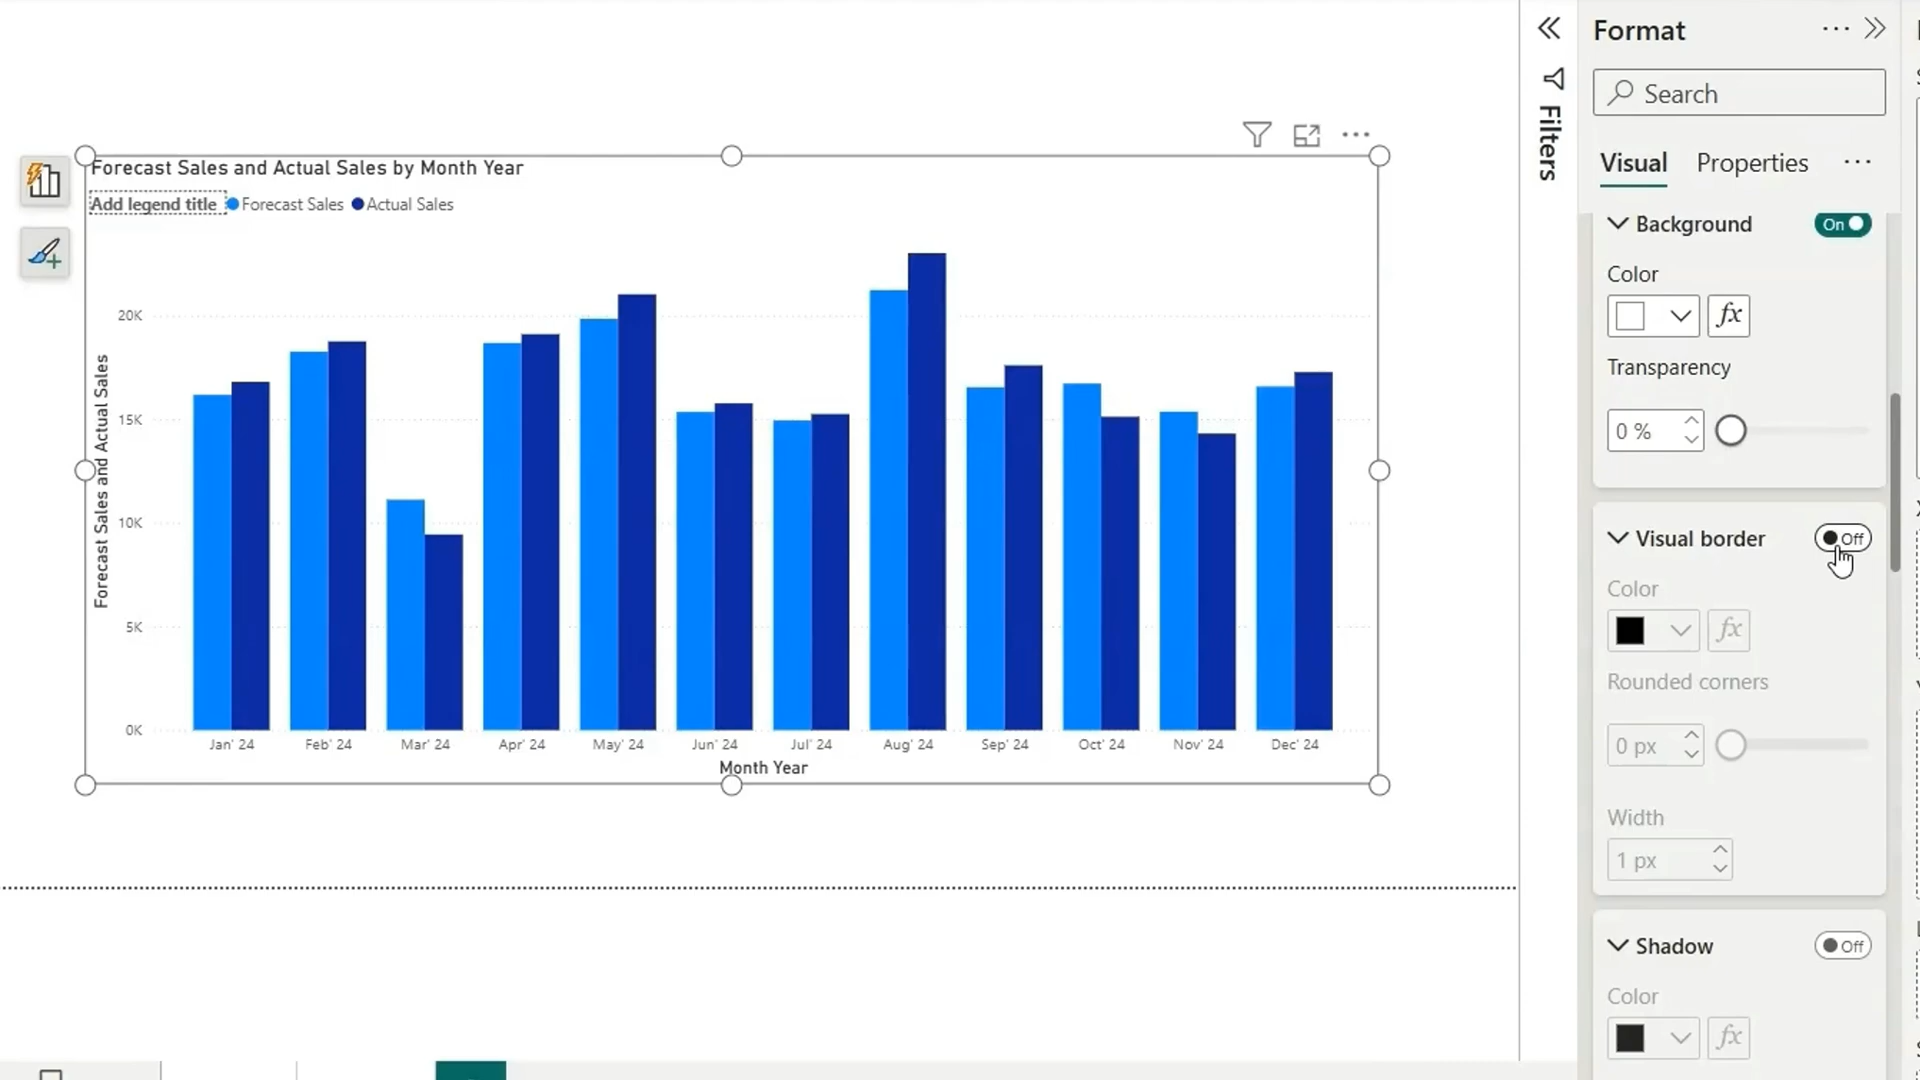 Format
Search
Filters
Visual Properties
Forecast Sales and Actual Sales by Month Year
Add legend title Forecast Sales Actual Sales
20K
15K
10K
5K
0K
Forecast Sales and Actual Sales
Jan' 24 Feb' 24 Mar' 24 Apr' 24 May' 24 Jun' 24 Jul' 24 Aug' 24 Sep' 24 Oct' 24 Nov' 24 Dec' 24
Month Year
Background On
Color
fx
Transparency
0 %
Visual border Off
Color
fx
Rounded corners
0 px
Width
1 px
Shadow Off
Color
fx